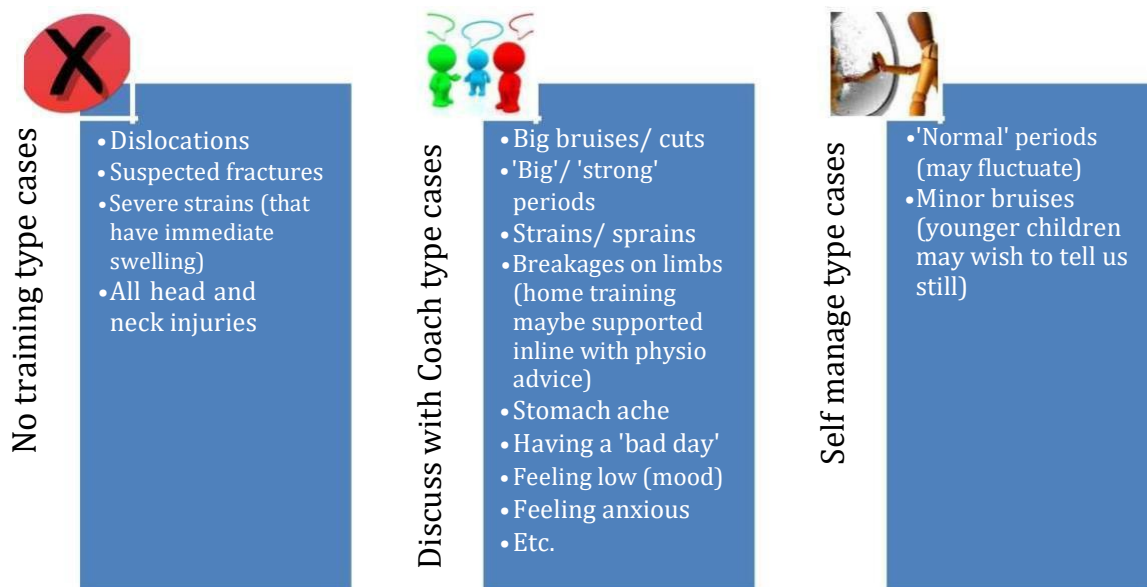 No training type cases
•Dislocations
•Suspected fractures
•Severe strains (that
have immediate
swelling)
•All head and
neck injuries
Discuss with Coach type cases
•Big bruises/ cuts
•'Big'/ 'strong'
periods
•Strains/ sprains
•Breakages on limbs
(home training
maybe supported
inline with physio
advice)
•Stomach ache
•Having a 'bad day'
•Feeling low (mood)
•Feeling anxious
•Etc.
Self manage type cases
•'Normal' periods
(may fluctuate)
•Minor bruises
(younger children
may wish to tell us
still)